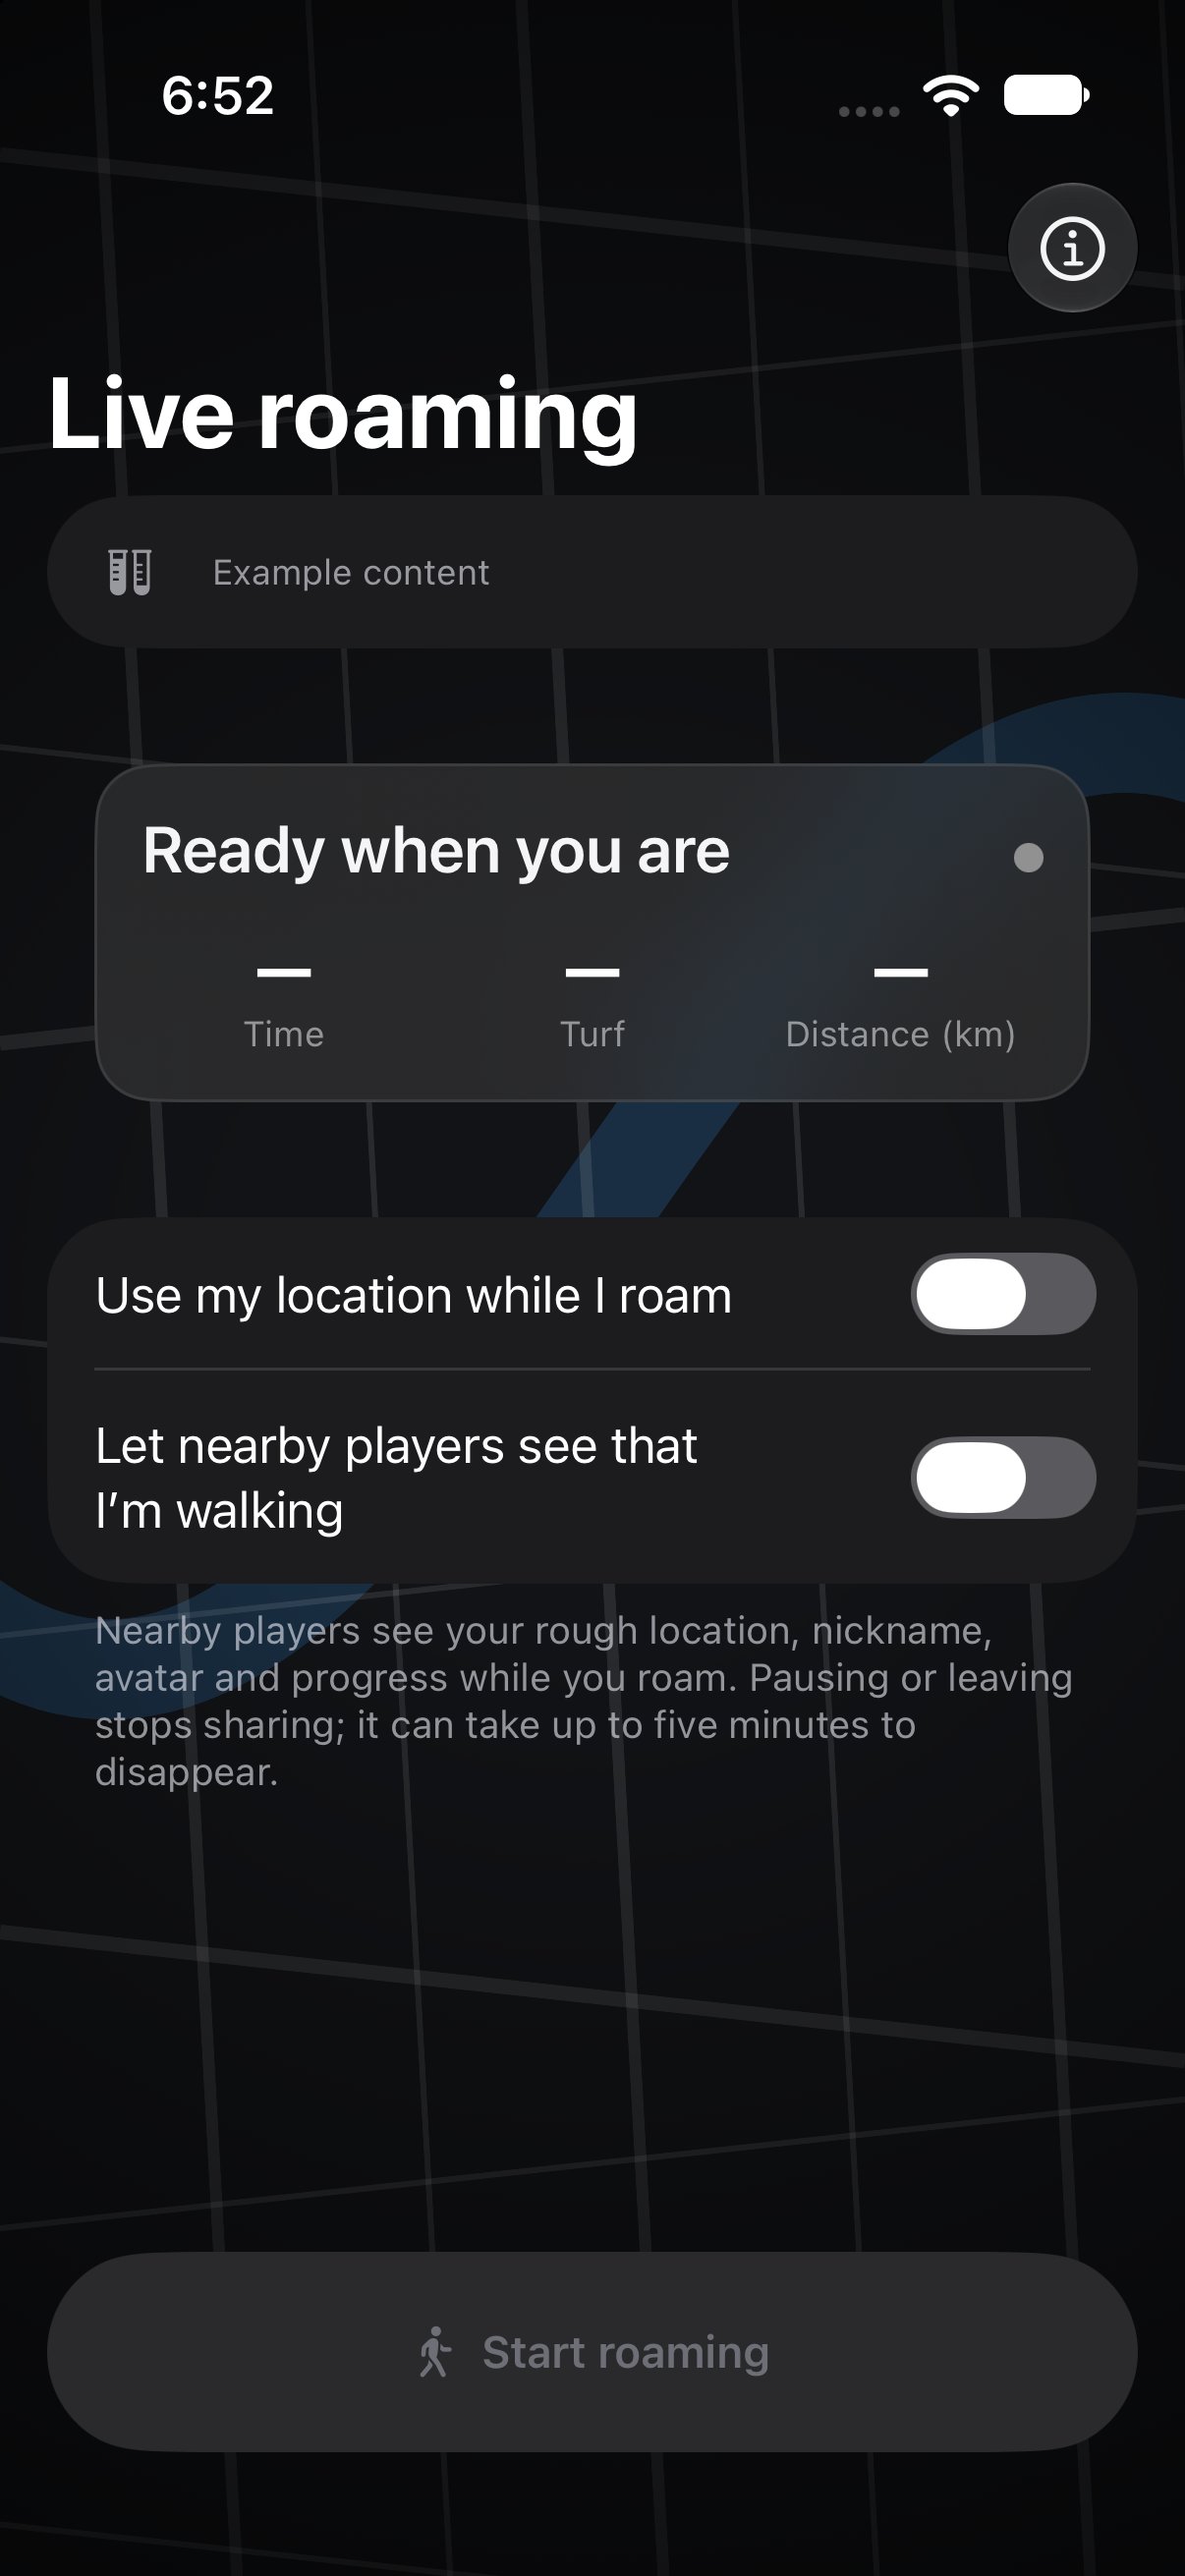 6:52
Live roaming
Example content
Ready when you are
— — —
Time Turf Distance (km)
Use my location while I roam
Let nearby players see that
I’m walking
Nearby players see your rough location, nickname,
avatar and progress while you roam. Pausing or leaving
stops sharing; it can take up to five minutes to
disappear.
Start roaming